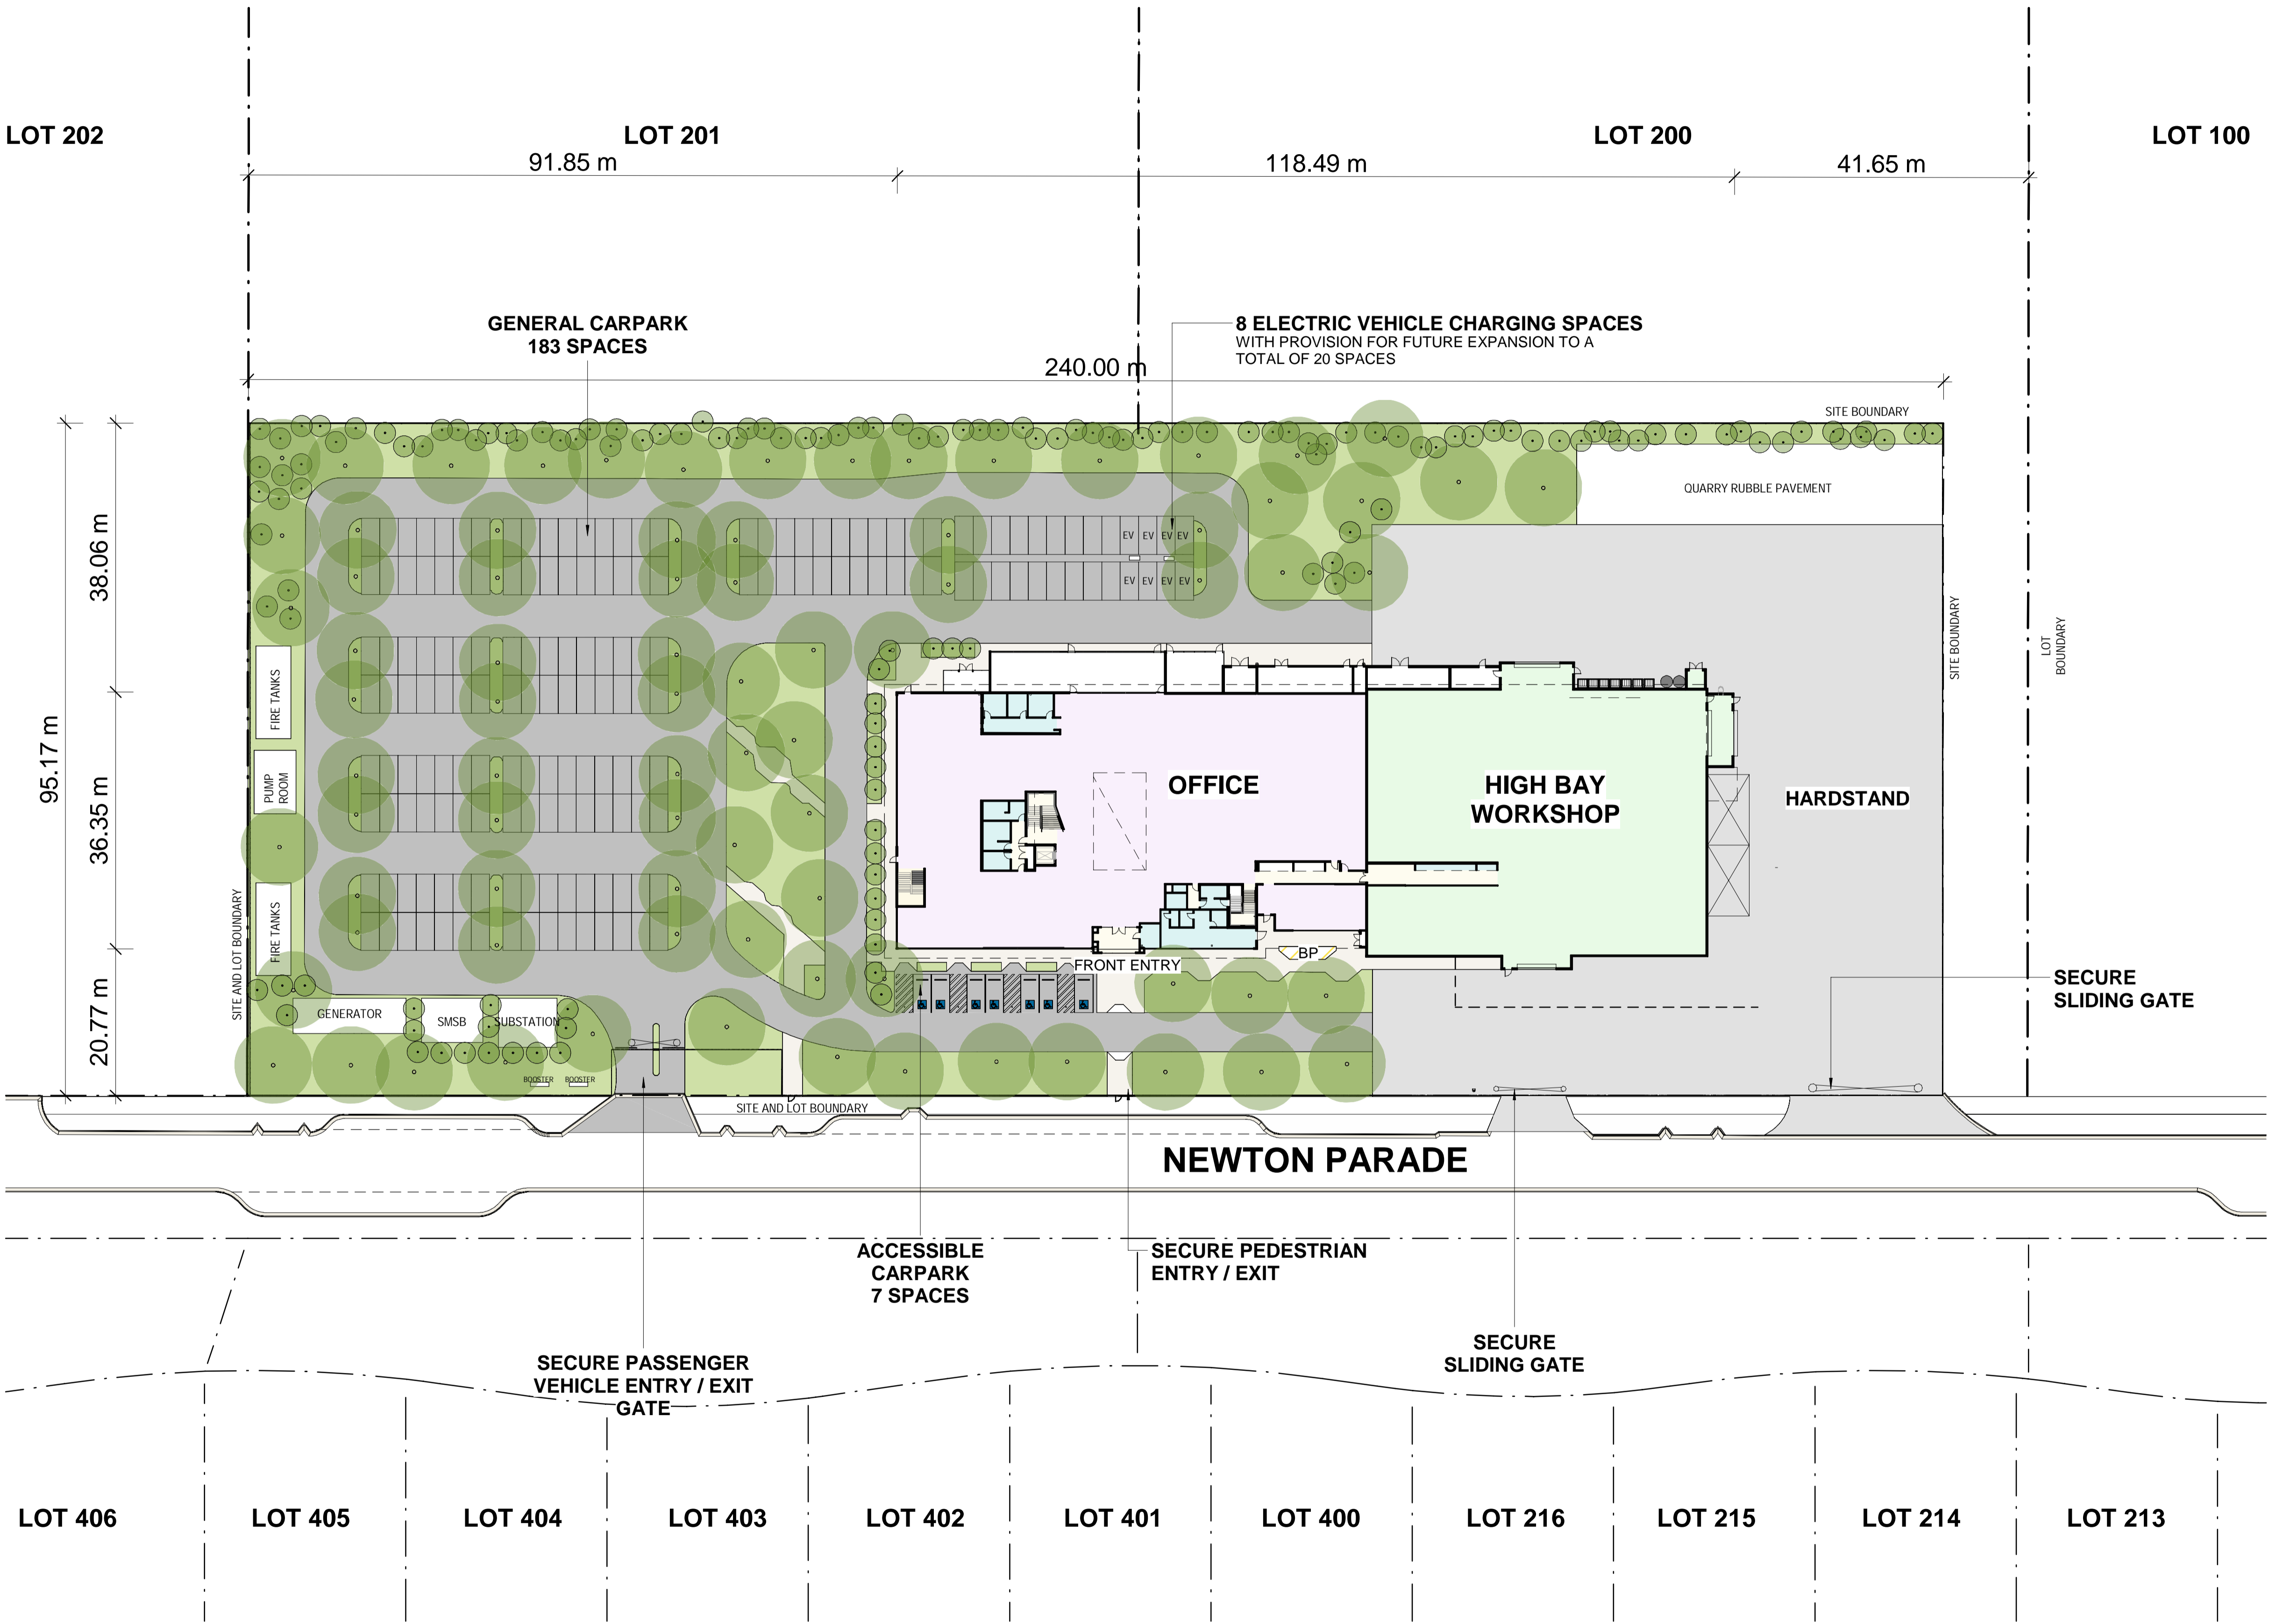 LOT 202
LOT 201
LOT 200
LOT 100
91.85 m
118.49 m
41.65 m
GENERAL CARPARK
183 SPACES
8 ELECTRIC VEHICLE CHARGING SPACES
WITH PROVISION FOR FUTURE EXPANSION TO A
TOTAL OF 20 SPACES
240.00 m
SITE BOUNDARY
QUARRY RUBBLE PAVEMENT
EV EV EV EV
EV EV EV EV
38.06 m
95.17 m
36.35 m
20.77 m
FIRE TANKS
PUMP
ROOM
FIRE TANKS
SITE AND LOT BOUNDARY
OFFICE
HIGH BAY
WORKSHOP
HARDSTAND
SITE BOUNDARY
LOT
BOUNDARY
BP
FRONT ENTRY
GENERATOR
SMSB
SUBSTATION
BOOSTER
BOOSTER
SECURE
SLIDING GATE
SITE AND LOT BOUNDARY
NEWTON PARADE
ACCESSIBLE
CARPARK
7 SPACES
SECURE PEDESTRIAN
ENTRY / EXIT
SECURE PASSENGER
VEHICLE ENTRY / EXIT
GATE
SECURE
SLIDING GATE
LOT 406
LOT 405
LOT 404
LOT 403
LOT 402
LOT 401
LOT 400
LOT 216
LOT 215
LOT 214
LOT 213